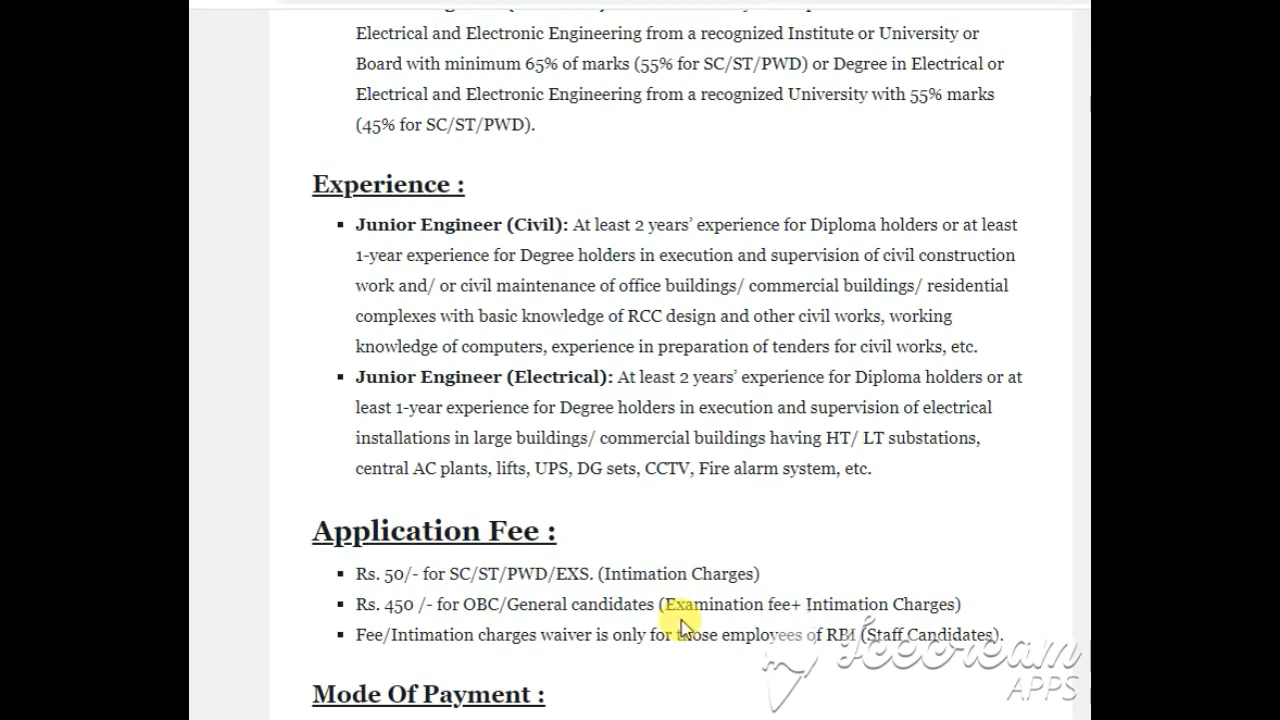 Electrical and Electronic Engineering from a recognized Institute or University or
Board with minimum 65% of marks (55% for SC/ST/PWD) or Degree in Electrical or
Electrical and Electronic Engineering from a recognized University with 55% marks
(45% for SC/ST/PWD).
Experience :
▪ Junior Engineer (Civil): At least 2 years’ experience for Diploma holders or at least
1-year experience for Degree holders in execution and supervision of civil construction
work and/ or civil maintenance of office buildings/ commercial buildings/ residential
complexes with basic knowledge of RCC design and other civil works, working
knowledge of computers, experience in preparation of tenders for civil works, etc.
▪ Junior Engineer (Electrical): At least 2 years’ experience for Diploma holders or at
least 1-year experience for Degree holders in execution and supervision of electrical
installations in large buildings/ commercial buildings having HT/ LT substations,
central AC plants, lifts, UPS, DG sets, CCTV, Fire alarm system, etc.
Application Fee :
▪ Rs. 50/- for SC/ST/PWD/EXS. (Intimation Charges)
▪ Rs. 450 /- for OBC/General candidates (Examination fee+ Intimation Charges)
▪ Fee/Intimation charges waiver is only for those employees of RBI (Staff Candidates).
Icecream
APPS
Mode Of Payment :